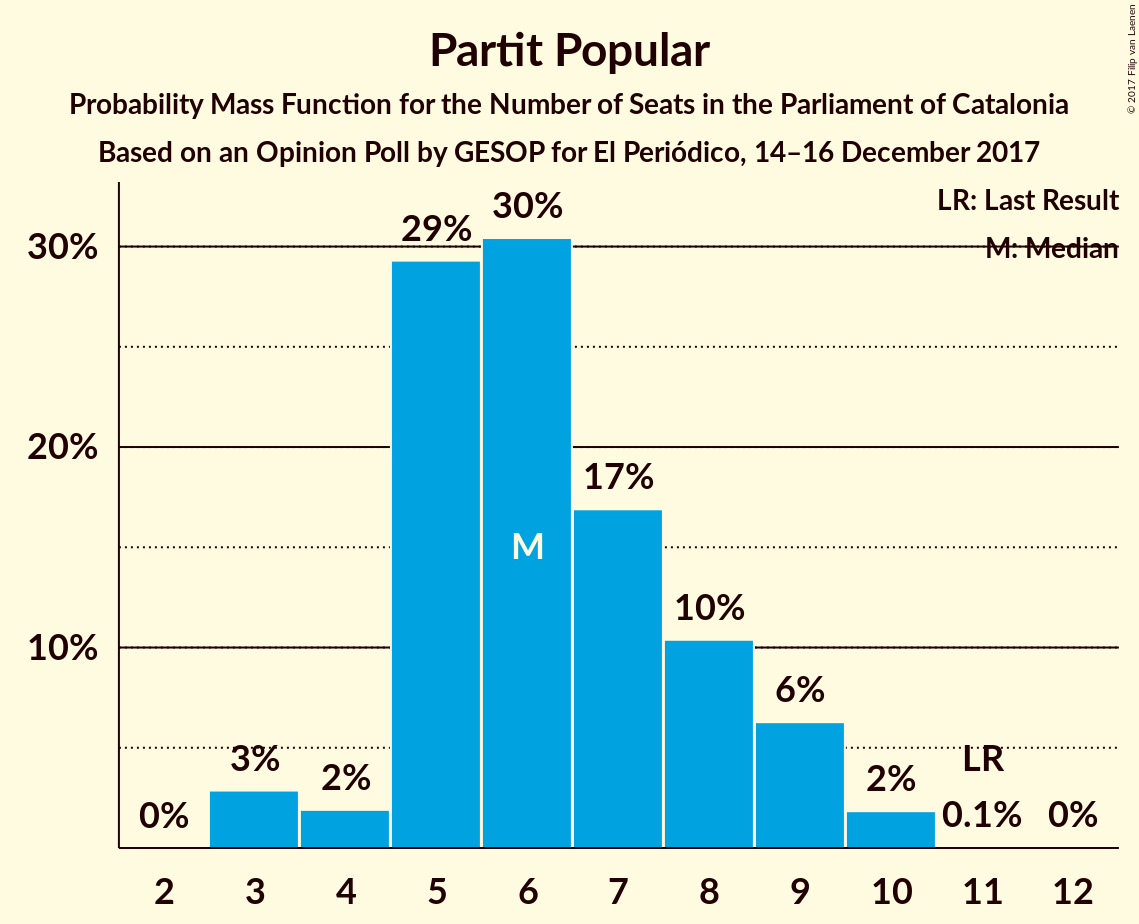 Partit Popular
Probability Mass Function for the Number of Seats in the Parliament of Catalonia
Based on an Opinion Poll by GESOP for El Periódico, 14–16 December 2017
© 2017 Filip van Laenen
LR: Last Result
M: Median
30%
20%
10%
0%
3%
2%
29%
30%
M
17%
10%
6%
2%
LR
0.1%
0%
2 3 4 5 6 7 8 9 10 11 12